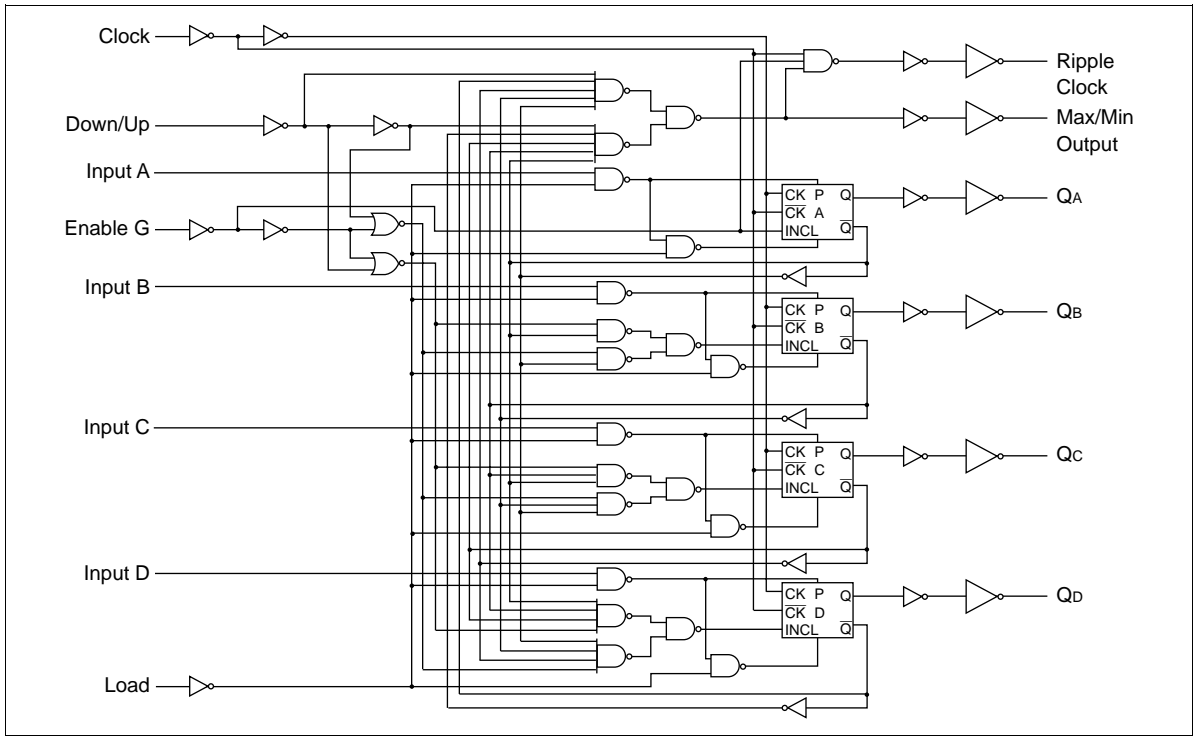 Clock
Ripple
Clock
Down/Up
Max/Min
Output
Input A
CK P Q
CK A
INCL Q
QA
Enable G
Input B
CK P Q
CK B
INCL Q
QB
Input C
CK P Q
CK C
INCL Q
QC
Input D
CK P Q
CK D
INCL Q
QD
Load